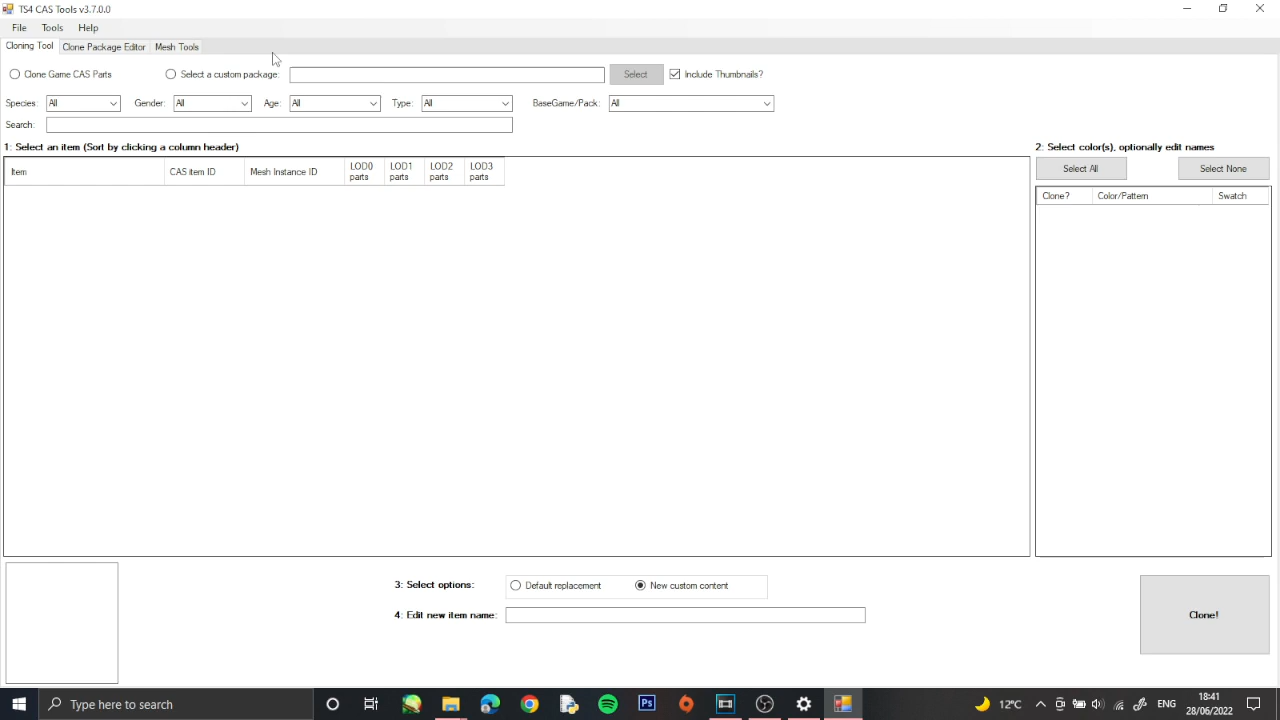 TS4 CAS Tools v3.7.0.0
File Tools Help
Cloning Tool Clone Package Editor Mesh Tools
Clone Game CAS Parts Select a custom package: Select Include Thumbnails?
Species: All Gender: All Age: All Type: All BaseGame/Pack: All
Search:
1: Select an item (Sort by clicking a column header) 2: Select color(s), optionally edit names
Select All Select None
Item CAS item ID Mesh Instance ID LOD0 parts LOD1 parts LOD2 parts LOD3 parts
Clone? Color/Pattern Swatch
3: Select options: Default replacement New custom content
4: Edit new item name:
Clone!
Type here to search
Ps
12°C ENG
18:41
28/06/2022